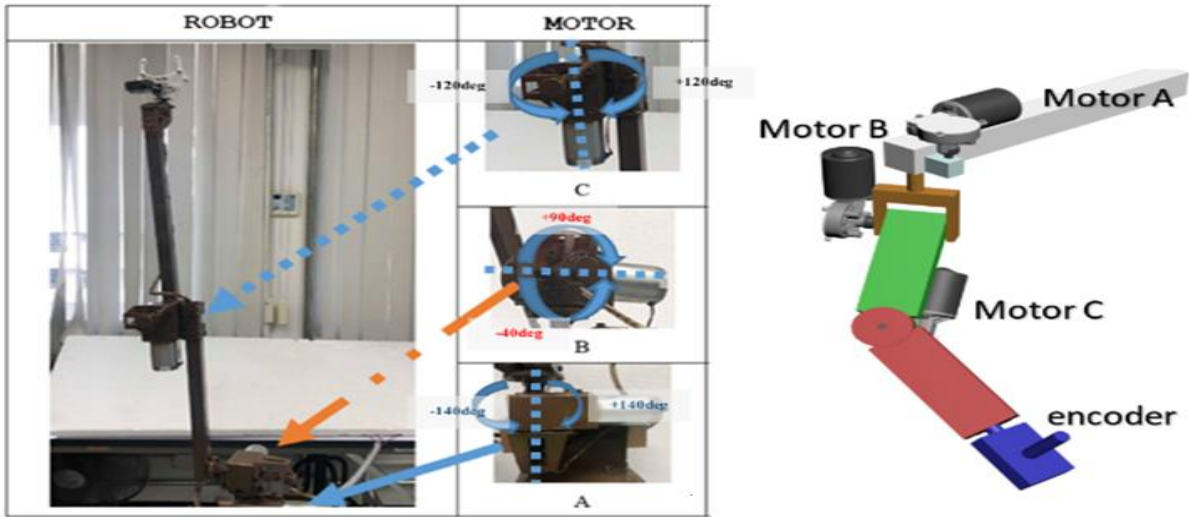 ROBOT
MOTOR
-120deg
+120deg
C
+90deg
-40deg
B
-140deg
+140deg
A
Motor A
Motor B
Motor C
encoder